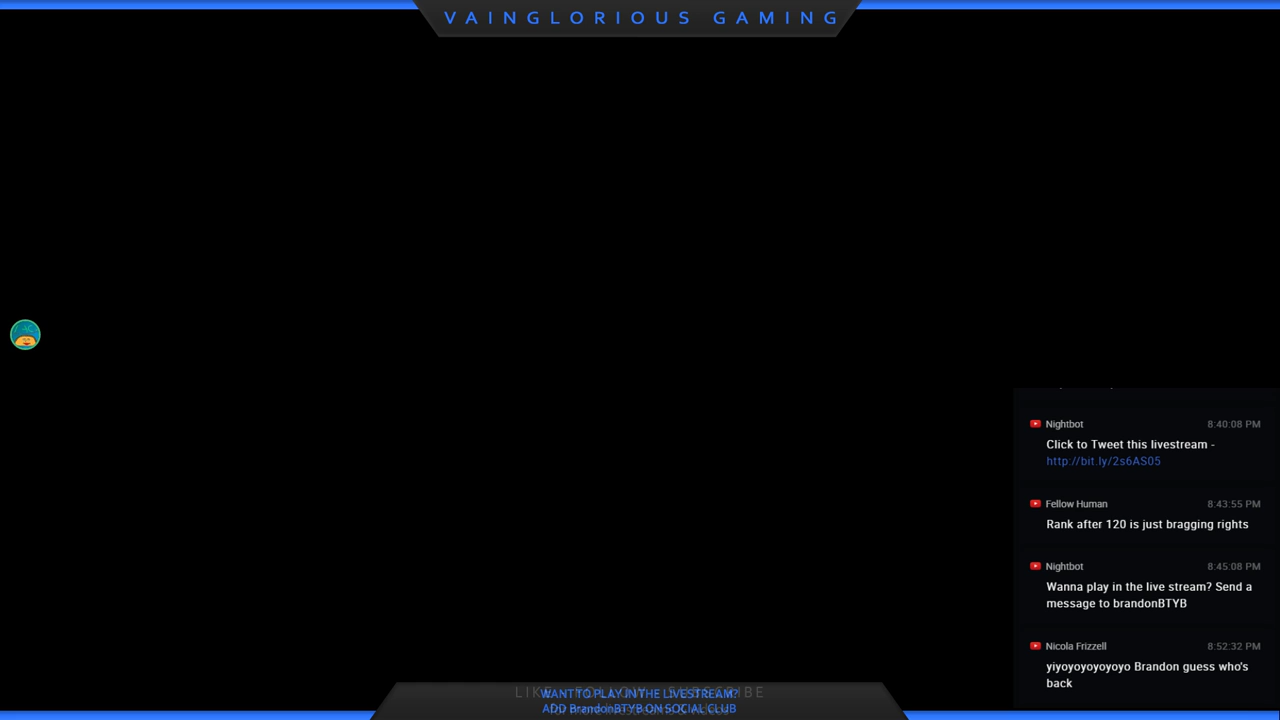 VAINGLORIOUS GAMING
Nightbot 8:40:08 PM
Click to Tweet this livestream -
http://bit.ly/2s6AS05
Fellow Human 8:43:55 PM
Rank after 120 is just bragging rights
Nightbot 8:45:08 PM
Wanna play in the live stream? Send a
message to brandonBTYB
Nicola Frizzell 8:52:32 PM
yiyoyoyoyoyoyo Brandon guess who's
back
WANT TO PLAY IN THE LIVESTREAM?
ADD BrandonBTYB ON SOCIAL CLUB